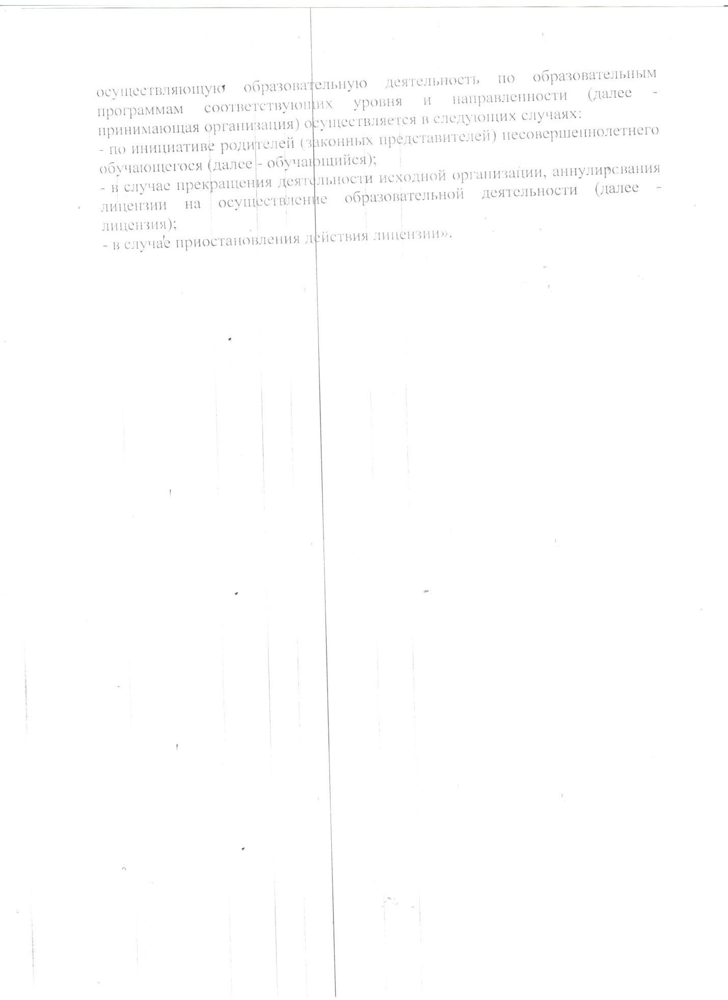 осуществляющую образовательную деятельность по образовательным
программам соответствующих уровня и направленности (далее -
принимающая организация) осуществляется в следующих случаях:
- по инициативе родителей (законных представителей) несовершеннолетнего
обучающегося (далее - обучающийся);
- в случае прекращения деятельности исходной организации, аннулирования
лицензии на осуществление образовательной деятельности (далее -
лицензия);
- в случае приостановления действия лицензии».